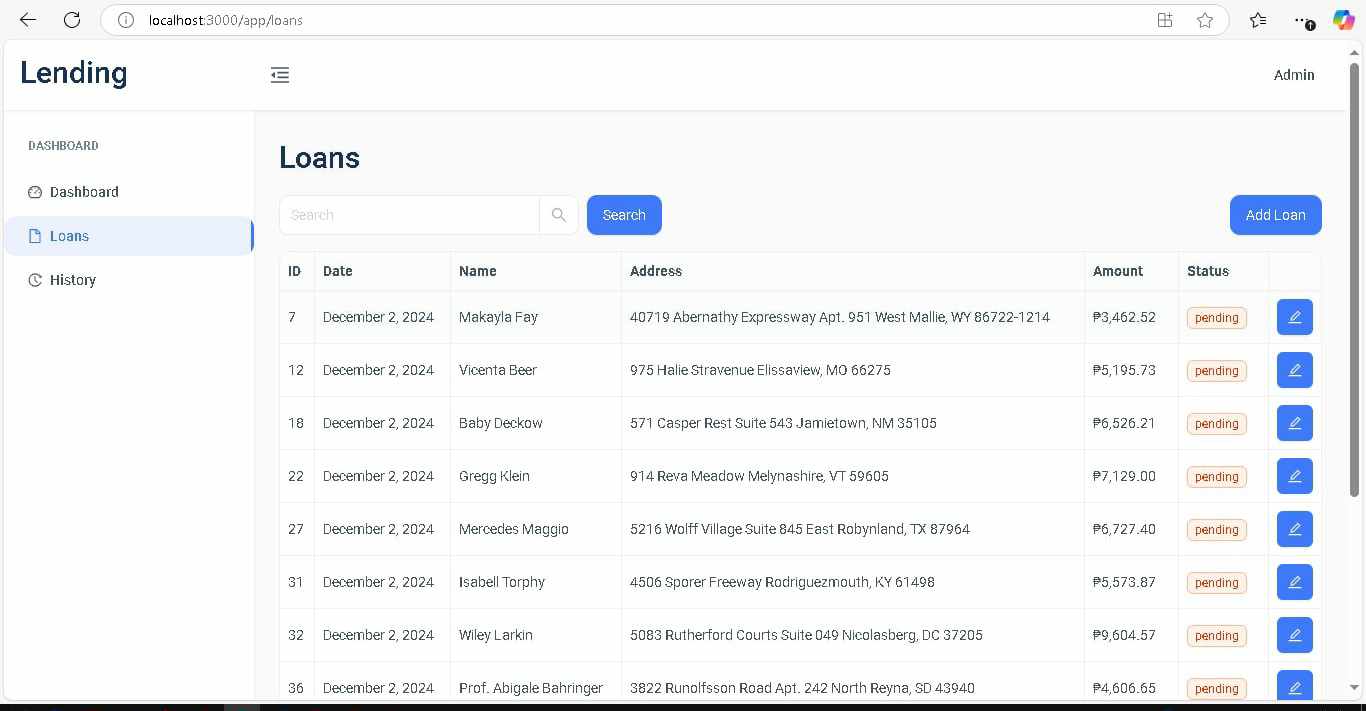 localhost:3000/app/loans
Lending
Admin
DASHBOARD
Dashboard
Loans
History
Loans
Search
Search
Add Loan
ID Date Name Address Amount Status
7 December 2, 2024 Makayla Fay 40719 Abernathy Expressway Apt. 951 West Mallie, WY 86722-1214 ₱3,462.52 pending
12 December 2, 2024 Vicenta Beer 975 Halie Stravenue Elissaview, MO 66275 ₱5,195.73 pending
18 December 2, 2024 Baby Deckow 571 Casper Rest Suite 543 Jamietown, NM 35105 ₱6,526.21 pending
22 December 2, 2024 Gregg Klein 914 Reva Meadow Melynashire, VT 59605 ₱7,129.00 pending
27 December 2, 2024 Mercedes Maggio 5216 Wolff Village Suite 845 East Robynland, TX 87964 ₱6,727.40 pending
31 December 2, 2024 Isabell Torphy 4506 Sporer Freeway Rodriguezmouth, KY 61498 ₱5,573.87 pending
32 December 2, 2024 Wiley Larkin 5083 Rutherford Courts Suite 049 Nicolasberg, DC 37205 ₱9,604.57 pending
36 December 2, 2024 Prof. Abigale Bahringer 3822 Runolfsson Road Apt. 242 North Reyna, SD 43940 ₱4,606.65 pending